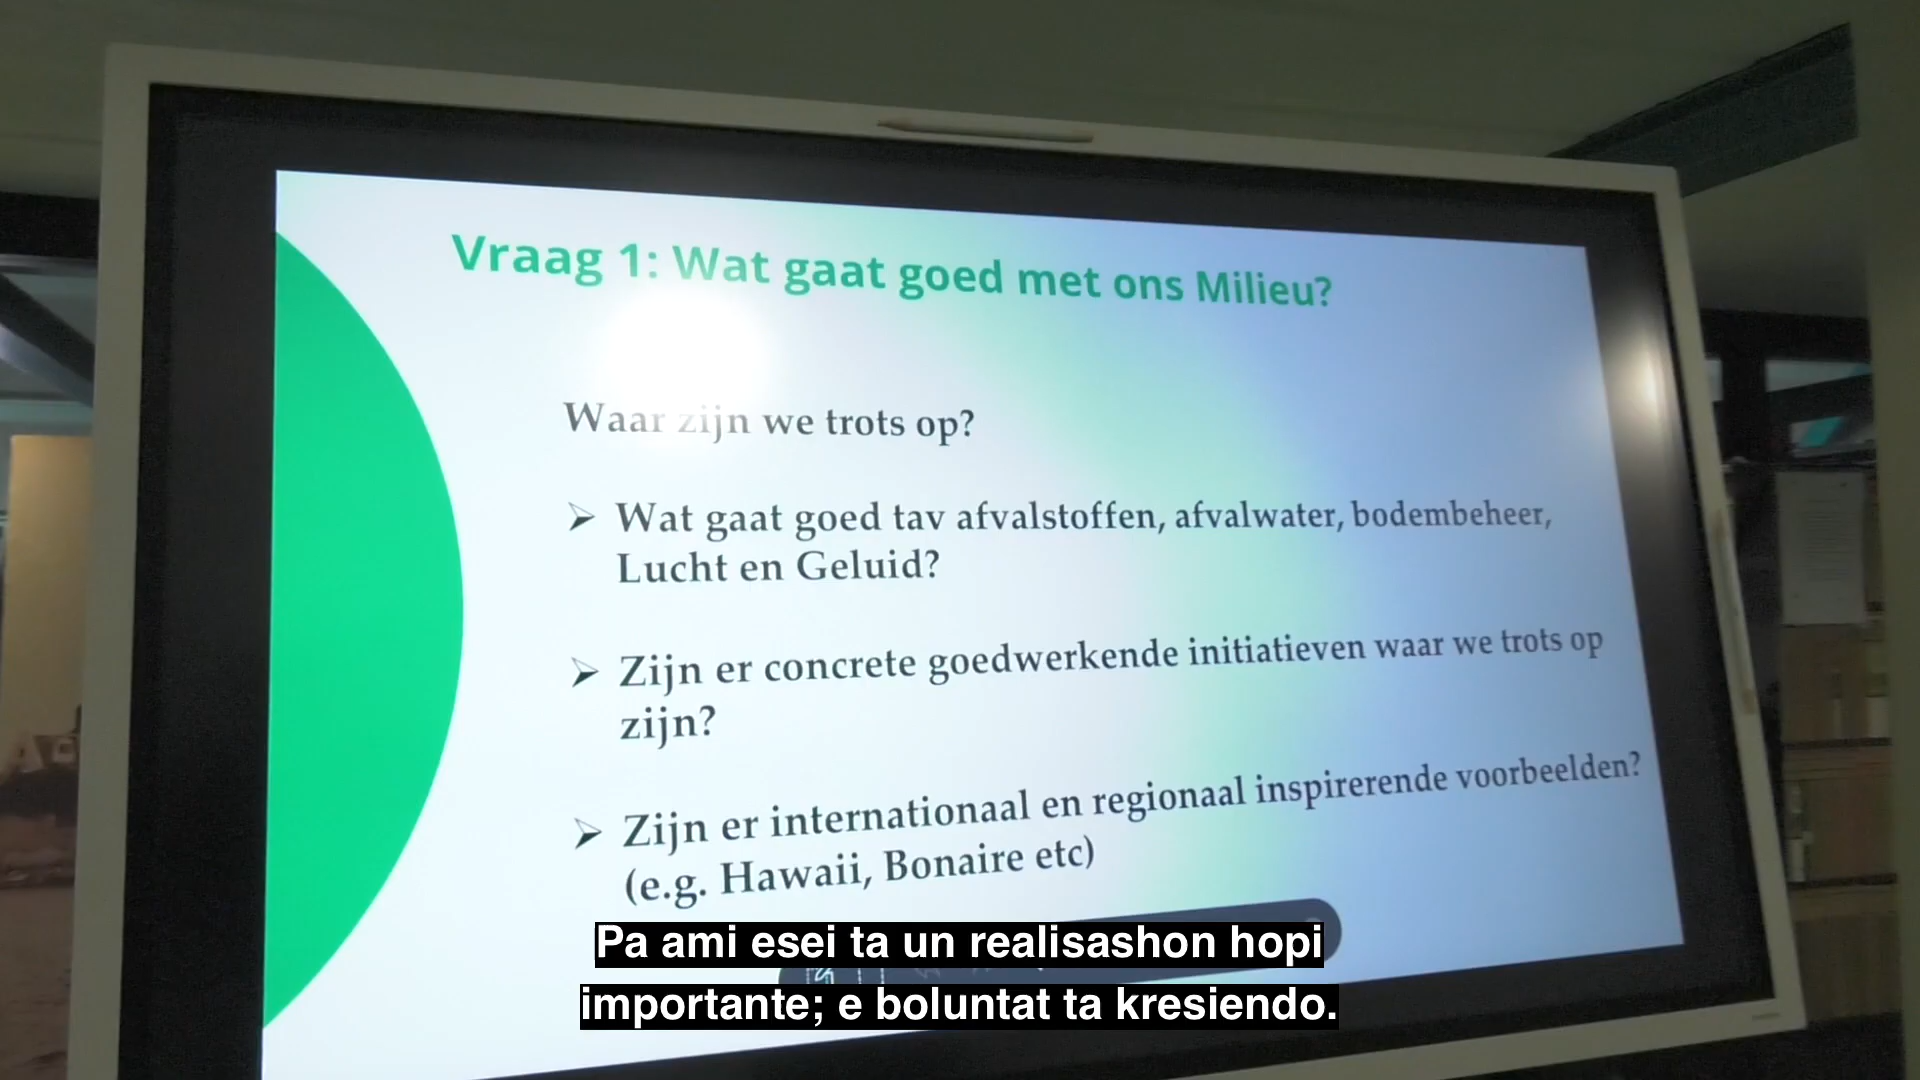 Vraag 1: Wat gaat goed met ons Milieu?
Waar zijn we trots op?
➢ Wat gaat goed tav afvalstoffen, afvalwater, bodembeheer,
Lucht en Geluid?
➢ Zijn er concrete goedwerkende initiatieven waar we trots op
zijn?
➢ Zijn er internationaal en regionaal inspirerende voorbeelden?
(e.g. Hawaii, Bonaire etc)
Pa ami esei ta un realisashon hopi
importante; e boluntat ta kresiendo.